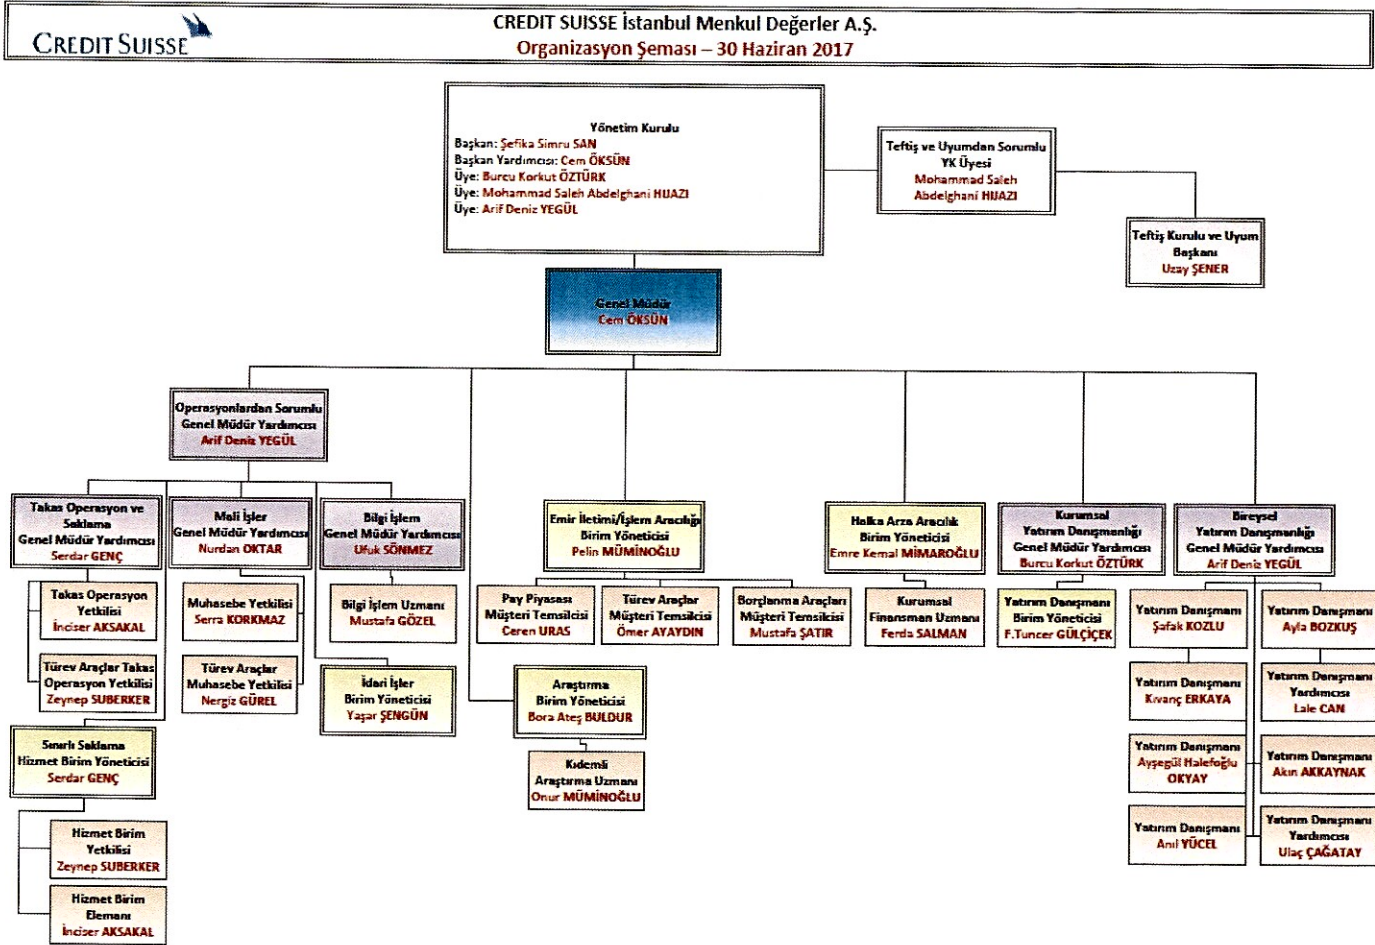 CREDIT SUISSE
CREDIT SUISSE İstanbul Menkul Değerler A.Ş.
Organizasyon Şeması – 30 Haziran 2017
Yönetim Kurulu
Başkan: Şefika Simru SAN
Başkan Yardımcısı: Cem ÖKSÜN
Üye: Burcu Korkut ÖZTÜRK
Üye: Mohammad Saleh Abdelghani HIJAZI
Üye: Arif Deniz YEGÜL
Teftiş ve Uyumdan Sorumlu
YK Üyesi
Mohammad Saleh
Abdelghani HIJAZI
Teftiş Kurulu ve Uyum
Başkanı
Uzay ŞENER
Genel Müdür
Cem ÖKSÜN
Operasyonlardan Sorumlu
Genel Müdür Yardımcısı
Arif Deniz YEGÜL
Takas Operasyon ve
Saklama
Genel Müdür Yardımcısı
Serdar GENÇ
Mali İşler
Genel Müdür Yardımcısı
Nurdan OKTAR
Bilgi İşlem
Genel Müdür Yardımcısı
Ufuk SÖNMEZ
Emir İletimi/İşlem Aracılığı
Birim Yöneticisi
Pelin MÜMİNOĞLU
Halka Arza Aracılık
Birim Yöneticisi
Emre Kemal MİMAROĞLU
Kurumsal
Yatırım Danışmanlığı
Genel Müdür Yardımcısı
Burcu Korkut ÖZTÜRK
Bireysel
Yatırım Danışmanlığı
Genel Müdür Yardımcısı
Arif Deniz YEGÜL
Takas Operasyon
Yetkilisi
İnciser AKSAKAL
Muhasebe Yetkilisi
Serra KORKMAZ
Bilgi İşlem Uzmanı
Mustafa GÖZEL
Pay Piyasası
Müşteri Temsilcisi
Ceren URAS
Türev Araçlar
Müşteri Temsilcisi
Ömer AYAYDIN
Borçlanma Araçları
Müşteri Temsilcisi
Mustafa ŞATIR
Kurumsal
Finansman Uzmanı
Ferda SALMAN
Yatırım Danışmanı
Birim Yöneticisi
F.Tuncer GÜLÇİÇEK
Yatırım Danışmanı
Şafak KOZLU
Yatırım Danışmanı
Ayla BOZKUŞ
Türev Araçlar Takas
Operasyon Yetkilisi
Zeynep SUBERKER
Türev Araçlar
Muhasebe Yetkilisi
Nergiz GÜREL
İdari İşler
Birim Yöneticisi
Yaşar ŞENGÜN
Araştırma
Birim Yöneticisi
Bora Ateş BULDUR
Yatırım Danışmanı
Kıvanç ERKAYA
Yatırım Danışmanı
Yardımcısı
Lale CAN
Sınırlı Saklama
Hizmet Birim Yöneticisi
Serdar GENÇ
Kıdemli
Araştırma Uzmanı
Onur MÜMİNOĞLU
Yatırım Danışmanı
Ayşegül Halefoğlu
OKYAY
Yatırım Danışmanı
Akın AKKAYNAK
Hizmet Birim
Yetkilisi
Zeynep SUBERKER
Yatırım Danışmanı
Anıl YÜCEL
Yatırım Danışmanı
Yardımcısı
Ulaç ÇAĞATAY
Hizmet Birim
Elemanı
İnciser AKSAKAL